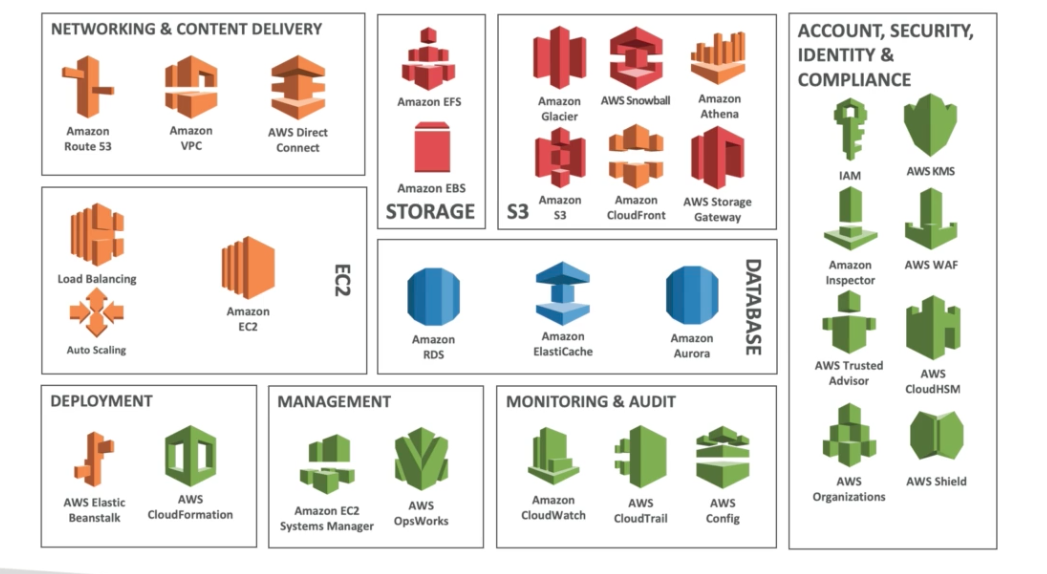 NETWORKING & CONTENT DELIVERY
Amazon
Route 53
Amazon
VPC
AWS Direct
Connect
Amazon EFS
Amazon EBS
STORAGE
Amazon
Glacier
AWS Snowball
Amazon
Athena
S3
Amazon
S3
Amazon
CloudFront
AWS Storage
Gateway
ACCOUNT, SECURITY,
IDENTITY &
COMPLIANCE
IAM
AWS KMS
Amazon
Inspector
AWS WAF
AWS Trusted
Advisor
AWS
CloudHSM
AWS
Organizations
AWS Shield
Load Balancing
Auto Scaling
Amazon
EC2
EC2
Amazon
RDS
Amazon
ElastiCache
Amazon
Aurora
DATABASE
DEPLOYMENT
AWS Elastic
Beanstalk
AWS
CloudFormation
MANAGEMENT
Amazon EC2
Systems Manager
AWS
OpsWorks
MONITORING & AUDIT
Amazon
CloudWatch
AWS
CloudTrail
AWS
Config